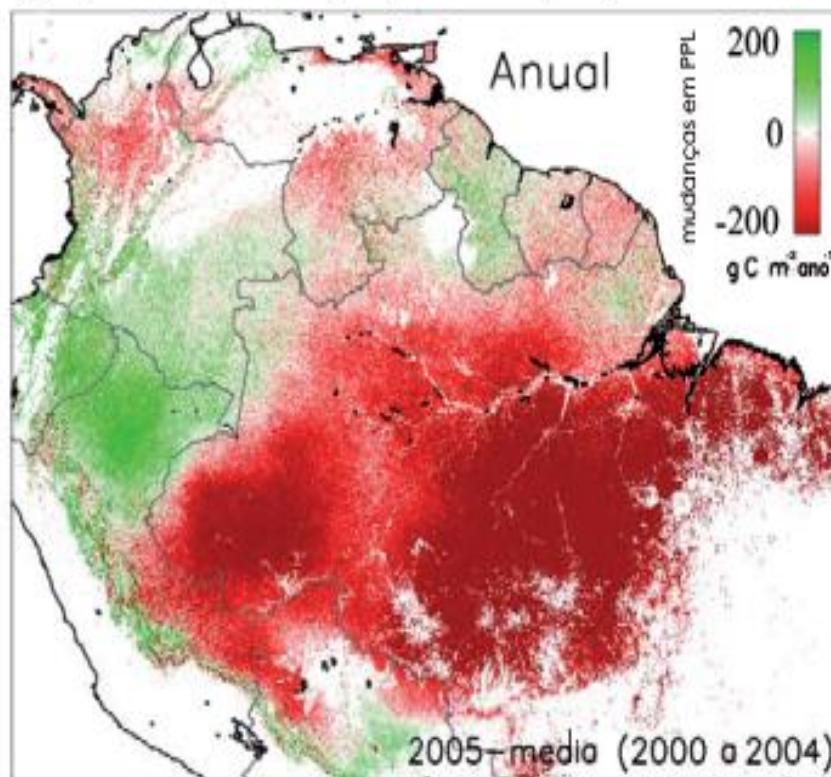 Anual
mudanças em PPL
200
0
-200
g C m⁻² ano⁻¹
2005-media (2000 a 2004)